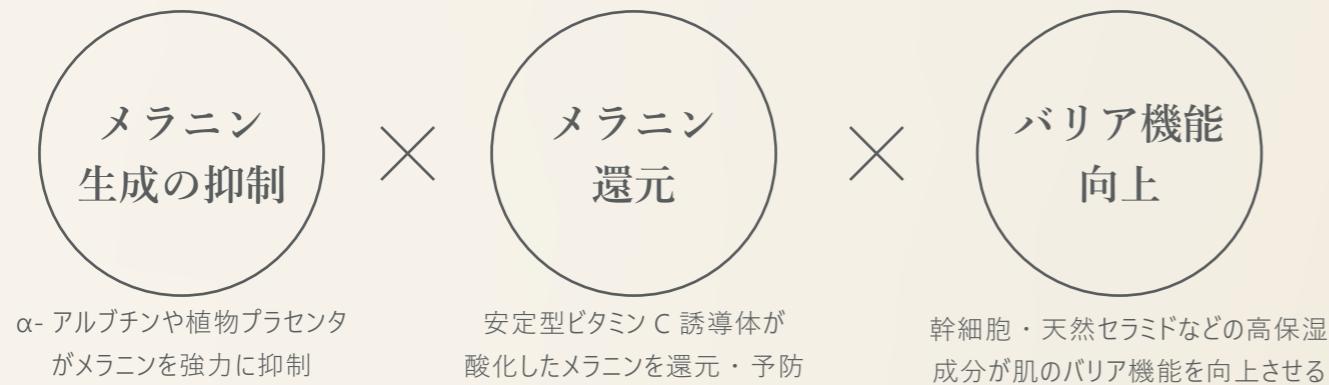 メラニン
生成の抑制
×
メラニン
還元
×
バリア機能
向上
α- アルブチンや植物プラセンタ
がメラニンを強力に抑制
安定型ビタミン C 誘導体が
酸化したメラニンを還元・予防
幹細胞・天然セラミドなどの高保湿
成分が肌のバリア機能を向上させる